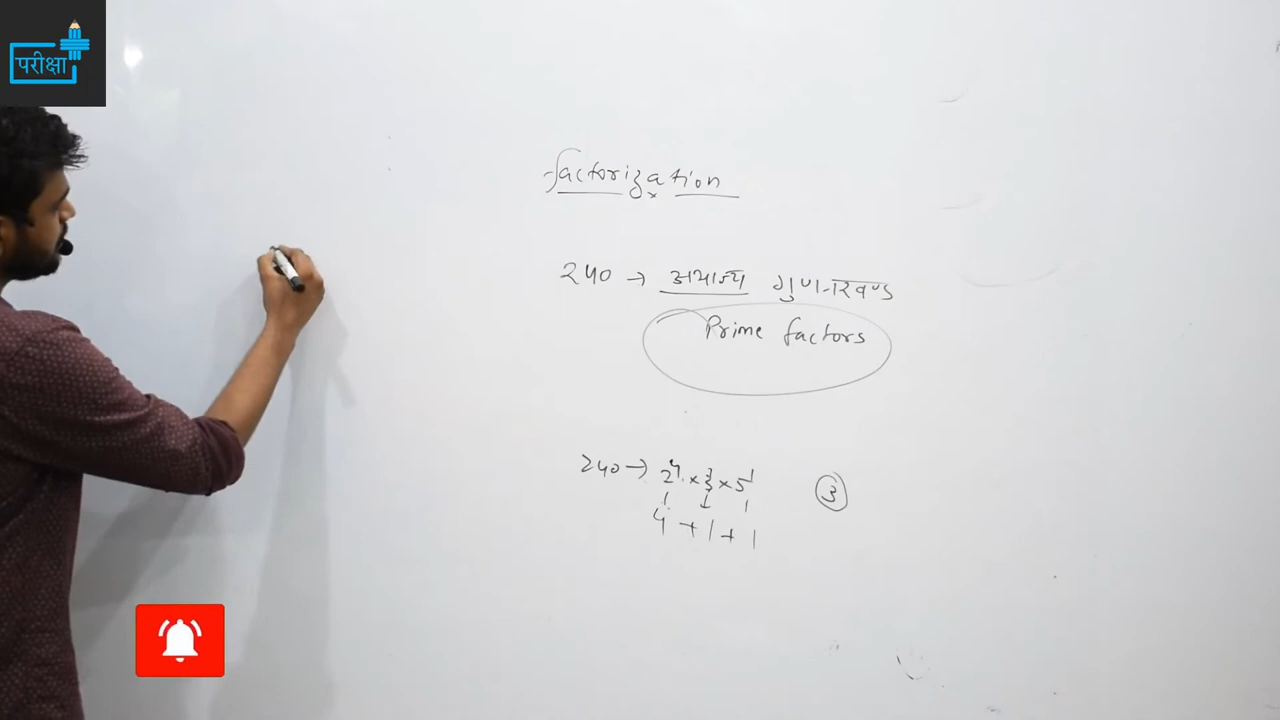 परीक्षा
factorization
240 → अभाज्य गुणनखण्ड
Prime factors
240 → 2⁴ × 3¹ × 5¹
3
4 + 1 + 1